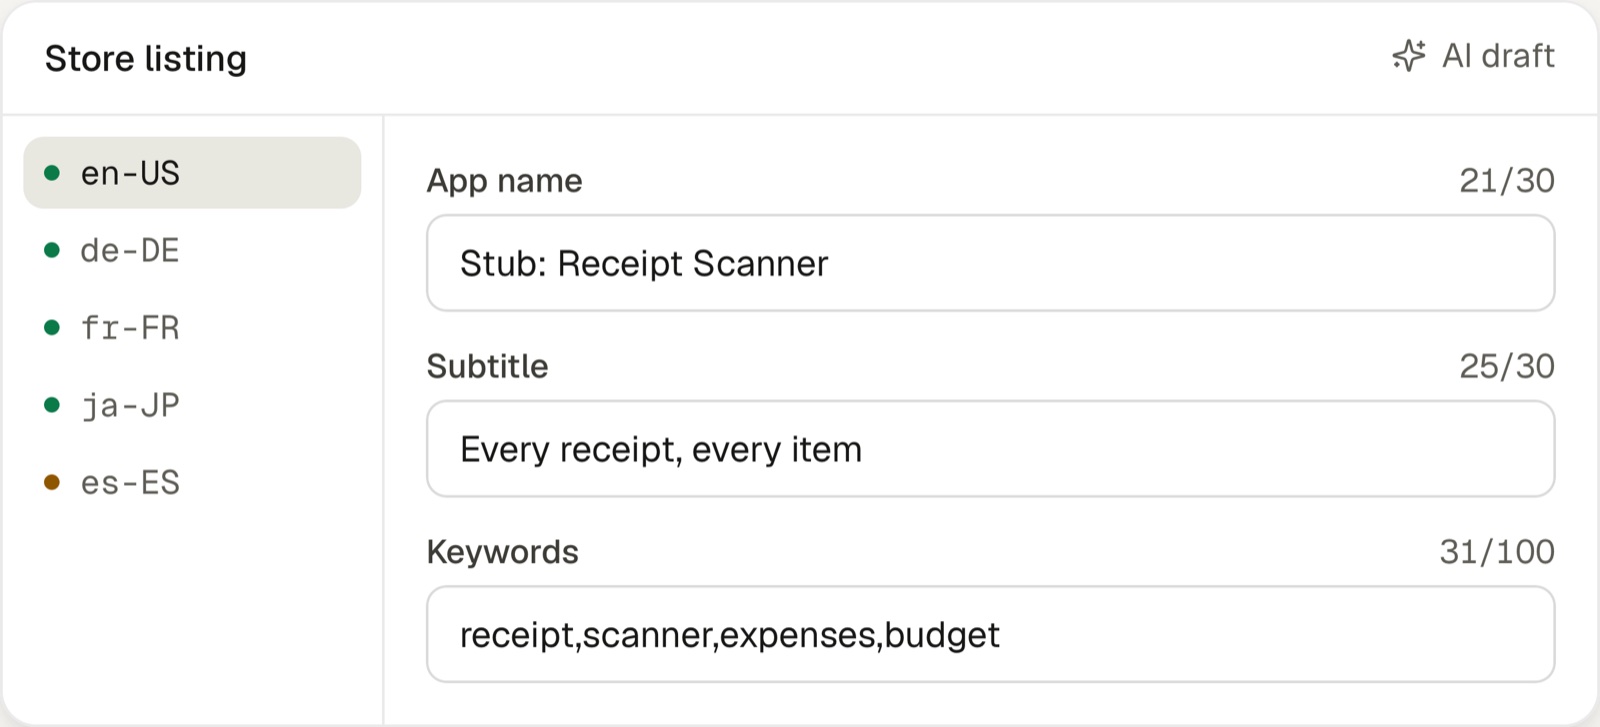 Store listing
AI draft
en-US
de-DE
fr-FR
ja-JP
es-ES
App name
21/30
Stub: Receipt Scanner
Subtitle
25/30
Every receipt, every item
Keywords
31/100
receipt,scanner,expenses,budget